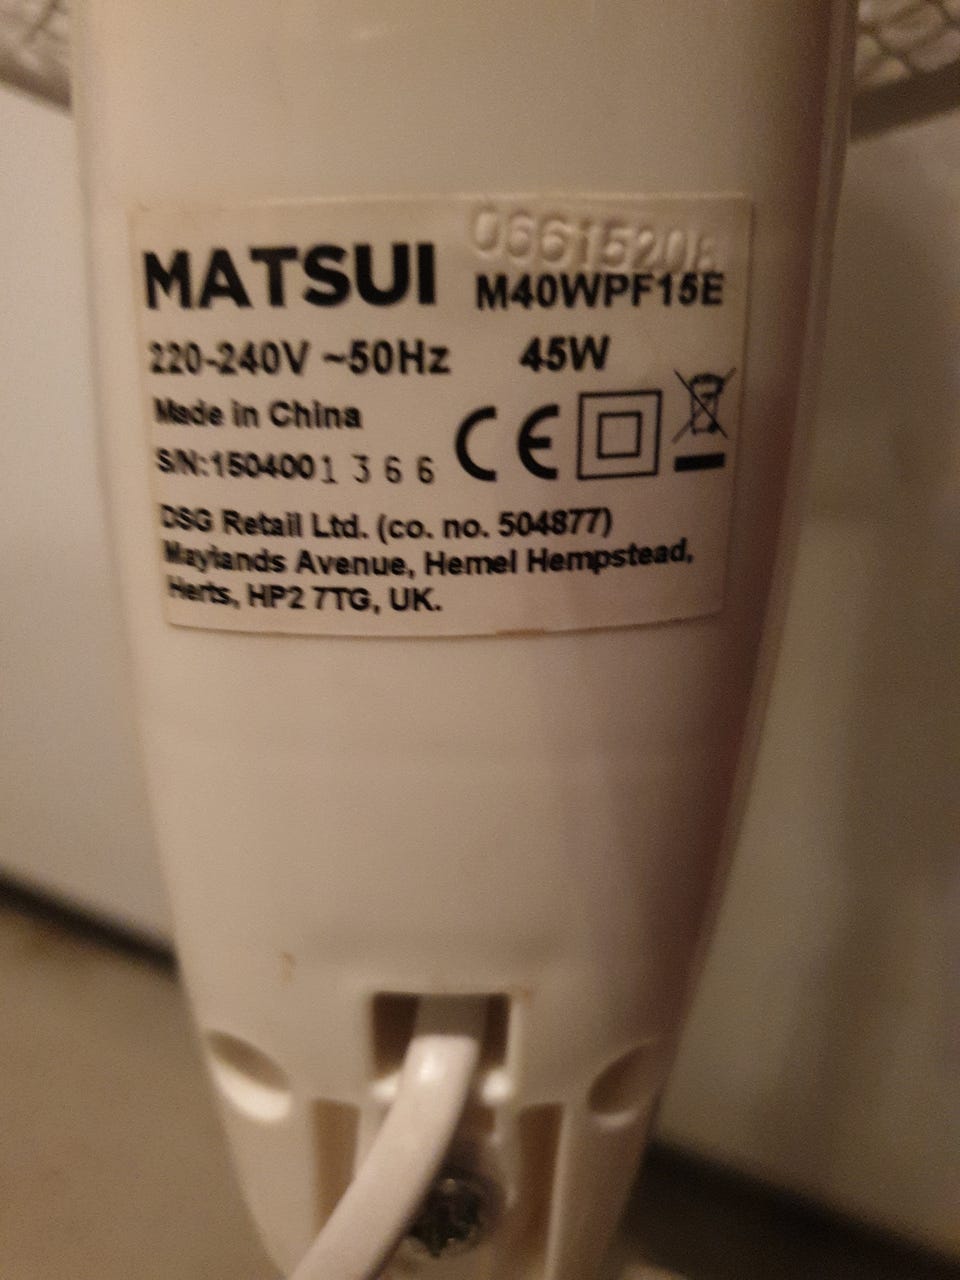 MATSUI M40WPF15E
220-240V ~50Hz 45W
Made in China
S/N:1504001366
CE
DSG Retail Ltd. (co. no. 504877)
Maylands Avenue, Hemel Hempstead,
Herts, HP2 7TG, UK.